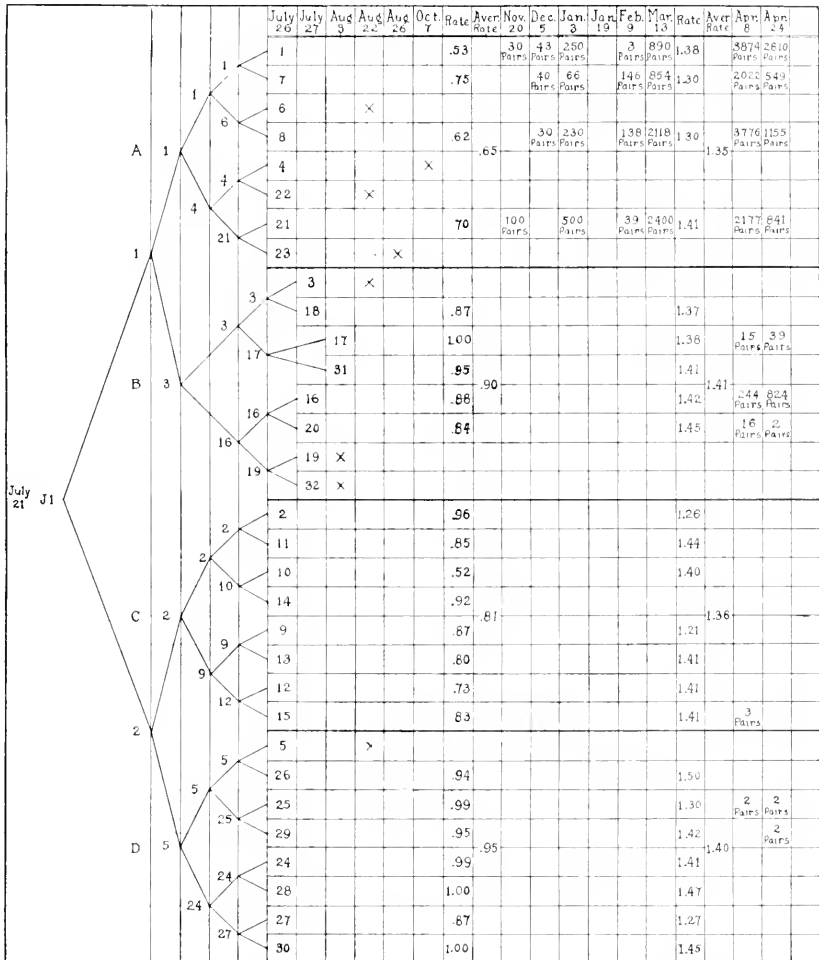 July 26 July 27 Aug 9 Aug 22 Aug 26 Oct. 7 Rate Aver Rate Nov. 20 Dec. 5 Jan. 3 Jan 19 Feb. 9 Mar. 13 Rate Aver Rate Apr. 8 Apr. 24
1 .53 30 Pairs 43 Pairs 250 Pairs 3 Pairs 890 Pairs 1.38 3874 Pairs 2810 Pairs
1
7 .75 40 Pairs 66 Pairs 146 Pairs 854 Pairs 1.30 2022 Pairs 549 Pairs
1
6 X
6
8 .62 30 Pairs 230 Pairs 138 Pairs 2118 Pairs 1.30 3776 Pairs 1155 Pairs
A 1 .65 1.35
4 X
4
22 X
4
21 70 100 Pairs 500 Pairs 39 Pairs 2400 Pairs 1.41 2177 Pairs 841 Pairs
21
23 X
1
3 X
3
18 .87 1.37
3
17 1.00 1.38 15 Pairs 39 Pairs
17
31 .95 1.41
B 3 .90 1.41
16 .88 1.42 244 Pairs 824 Pairs
16
20 .84 1.45 16 Pairs 2 Pairs
16
19 X
19
32 X
July 21 J1
2 .96 1.26
2
11 .85 1.44
2
10 .52 1.40
10
14 .92
C 2 .81 1.36
9 .87 1.21
9
13 .80 1.41
9
12 .73 1.41
12
15 83 1.41 3 Pairs
2
5 X
5
26 .94 1.50
5
25 .99 1.30 2 Pairs 2 Pairs
25
29 .95 1.42 2 Pairs
D 5 .95 1.40
24 .99 1.41
24
28 1.00 1.47
24
27 .87 1.27
27
30 1.00 1.45